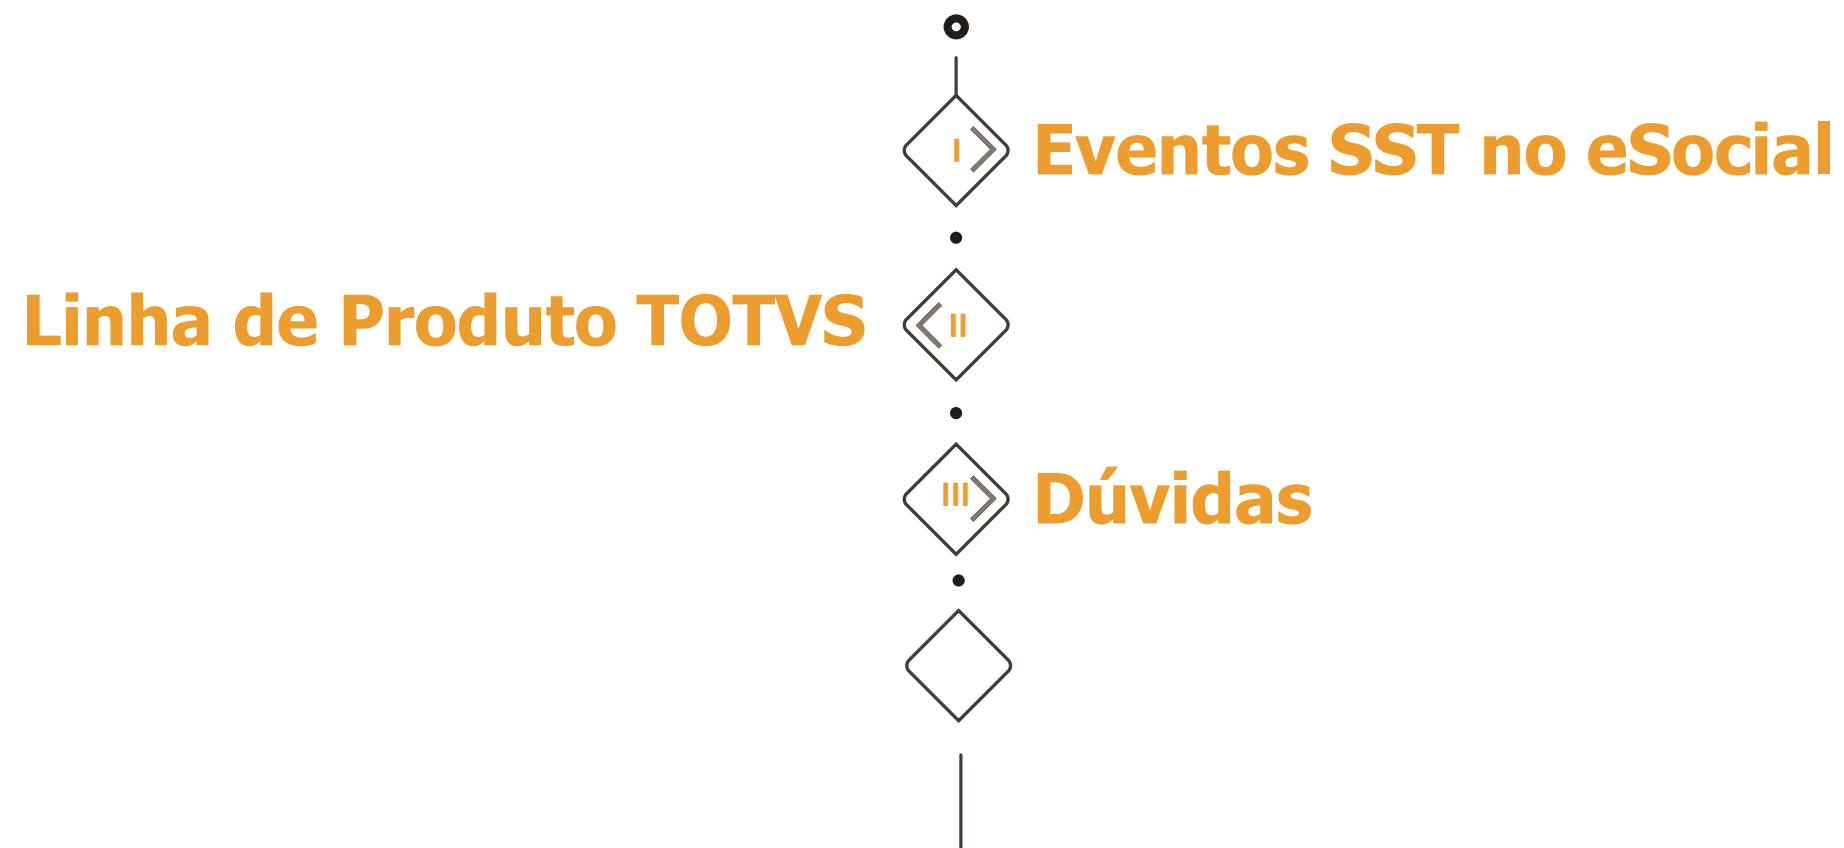 I
Eventos SST no eSocial
Linha de Produto TOTVS
II
III
Dúvidas